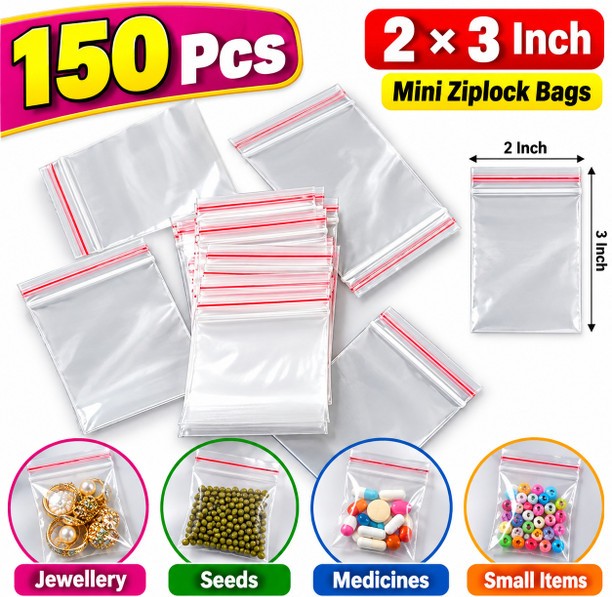 150 Pcs
2 × 3 Inch
Mini Ziplock Bags
2 Inch
3 Inch
Jewellery
Seeds
Medicines
Small Items